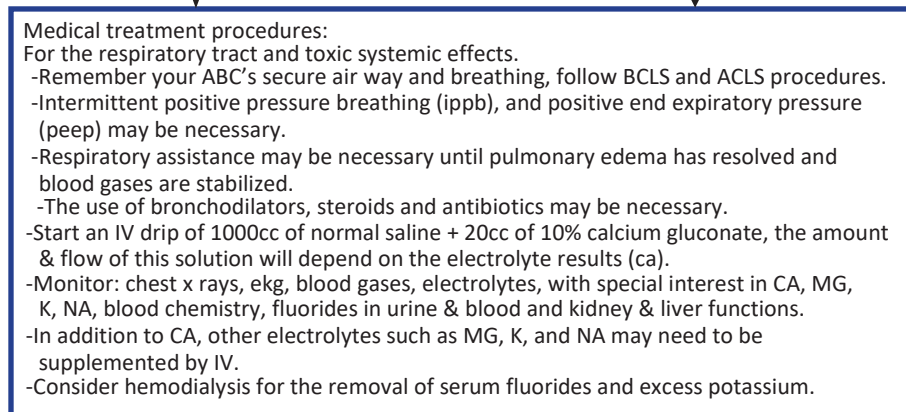 Medical treatment procedures:
For the respiratory tract and toxic systemic effects.
-Remember your ABC’s secure air way and breathing, follow BCLS and ACLS procedures.
-Intermittent positive pressure breathing (ippb), and positive end expiratory pressure
(peep) may be necessary.
-Respiratory assistance may be necessary until pulmonary edema has resolved and
blood gases are stabilized.
-The use of bronchodilators, steroids and antibiotics may be necessary.
-Start an IV drip of 1000cc of normal saline + 20cc of 10% calcium gluconate, the amount
& flow of this solution will depend on the electrolyte results (ca).
-Monitor: chest x rays, ekg, blood gases, electrolytes, with special interest in CA, MG,
K, NA, blood chemistry, fluorides in urine & blood and kidney & liver functions.
-In addition to CA, other electrolytes such as MG, K, and NA may need to be
supplemented by IV.
-Consider hemodialysis for the removal of serum fluorides and excess potassium.